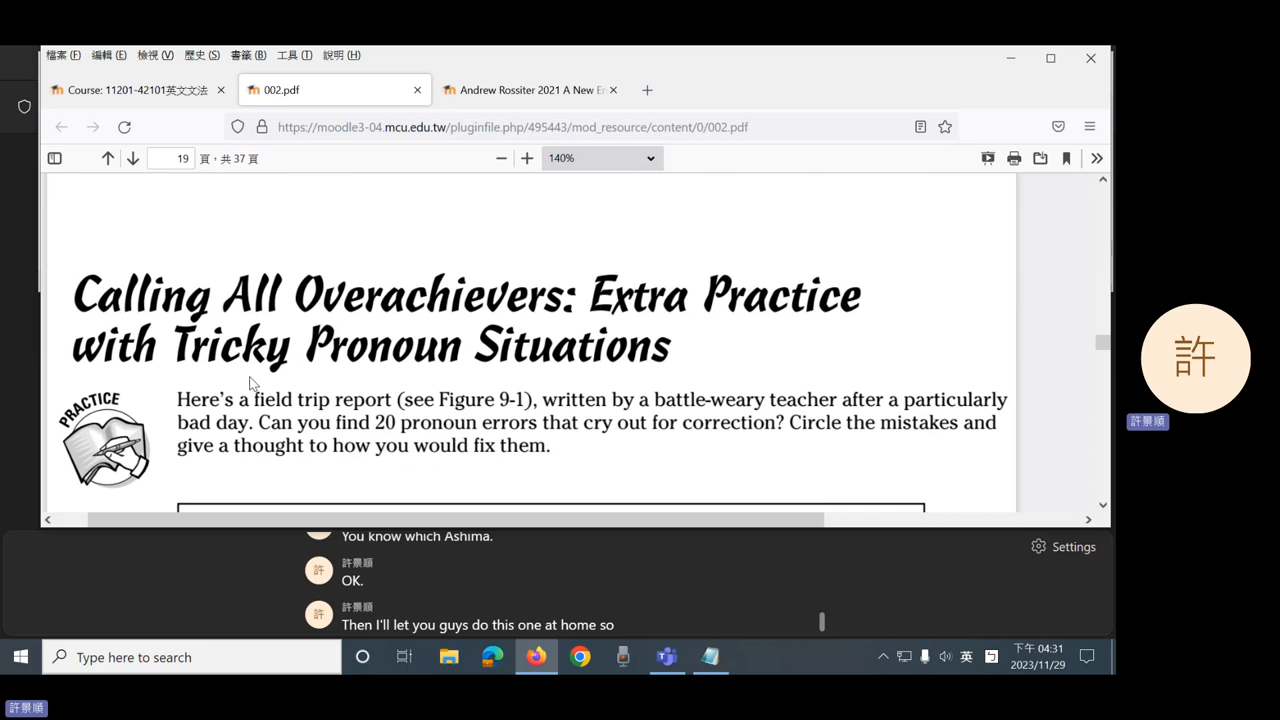 檔案 (F) 編輯 (E) 檢視 (V) 歷史 (S) 書籤 (B) 工具 (T) 說明 (H)
Course: 11201-42101英文文法
002.pdf
Andrew Rossiter 2021 A New En
https://moodle3-04.mcu.edu.tw/pluginfile.php/495443/mod_resource/content/0/002.pdf
19 頁，共 37 頁
140%
Calling All Overachievers: Extra Practice
with Tricky Pronoun Situations
PRACTICE
Here's a field trip report (see Figure 9-1), written by a battle-weary teacher after a particularly
bad day. Can you find 20 pronoun errors that cry out for correction? Circle the mistakes and
give a thought to how you would fix them.
許
許景順
You know which Ashima.
Settings
許景順
許
OK.
許景順
許
Then I'll let you guys do this one at home so
Type here to search
英
下午 04:31
2023/11/29
許景順